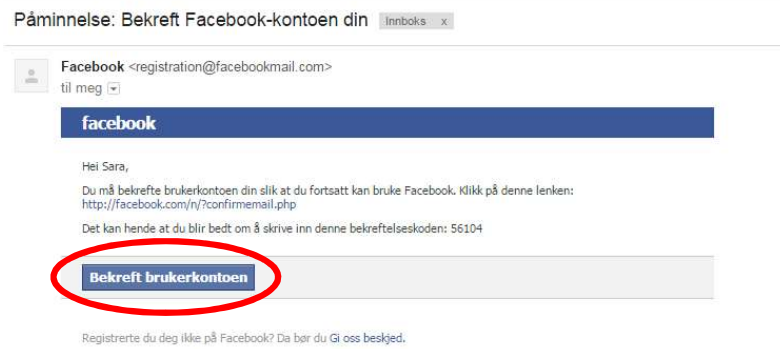 Påminnelse: Bekreft Facebook-kontoen din Innboks x
Facebook <registration@facebookmail.com>
til meg
facebook
Hei Sara,
Du må bekrefte brukerkontoen din slik at du fortsatt kan bruke Facebook. Klikk på denne lenken:
http://facebook.com/n/?confirmemail.php
Det kan hende at du blir bedt om å skrive inn denne bekreftelseskoden: 56104
Bekreft brukerkontoen
Registrerte du deg ikke på Facebook? Da bør du Gi oss beskjed.